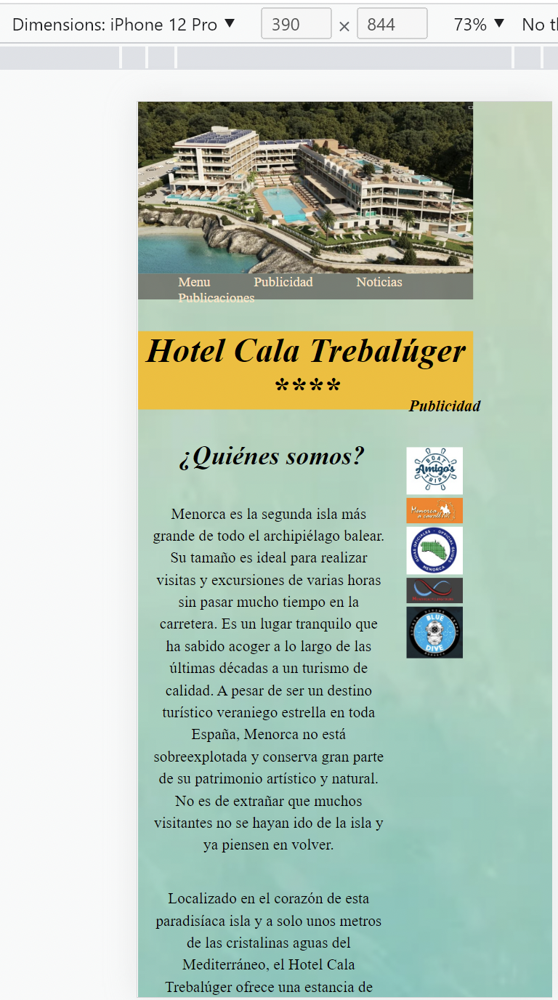 Dimensions: iPhone 12 Pro ▼ 390 × 844 73% ▼ No th
Menu Publicidad Noticias
Publicaciones
Hotel Cala Trebalúger
****
Publicidad
¿Quiénes somos?
BOAT
Amigo's
TRIPS
Menorca
a cavall
GUIAS OFICIALES - OFFICIAL GUIDES
MENORCA
BLUE
DIVE
Menorca es la segunda isla más
grande de todo el archipiélago balear.
Su tamaño es ideal para realizar
visitas y excursiones de varias horas
sin pasar mucho tiempo en la
carretera. Es un lugar tranquilo que
ha sabido acoger a lo largo de las
últimas décadas a un turismo de
calidad. A pesar de ser un destino
turístico veraniego estrella en toda
España, Menorca no está
sobreexplotada y conserva gran parte
de su patrimonio artístico y natural.
No es de extrañar que muchos
visitantes no se hayan ido de la isla y
ya piensen en volver.
Localizado en el corazón de esta
paradisíaca isla y a solo unos metros
de las cristalinas aguas del
Mediterráneo, el Hotel Cala
Trebalúger ofrece una estancia de